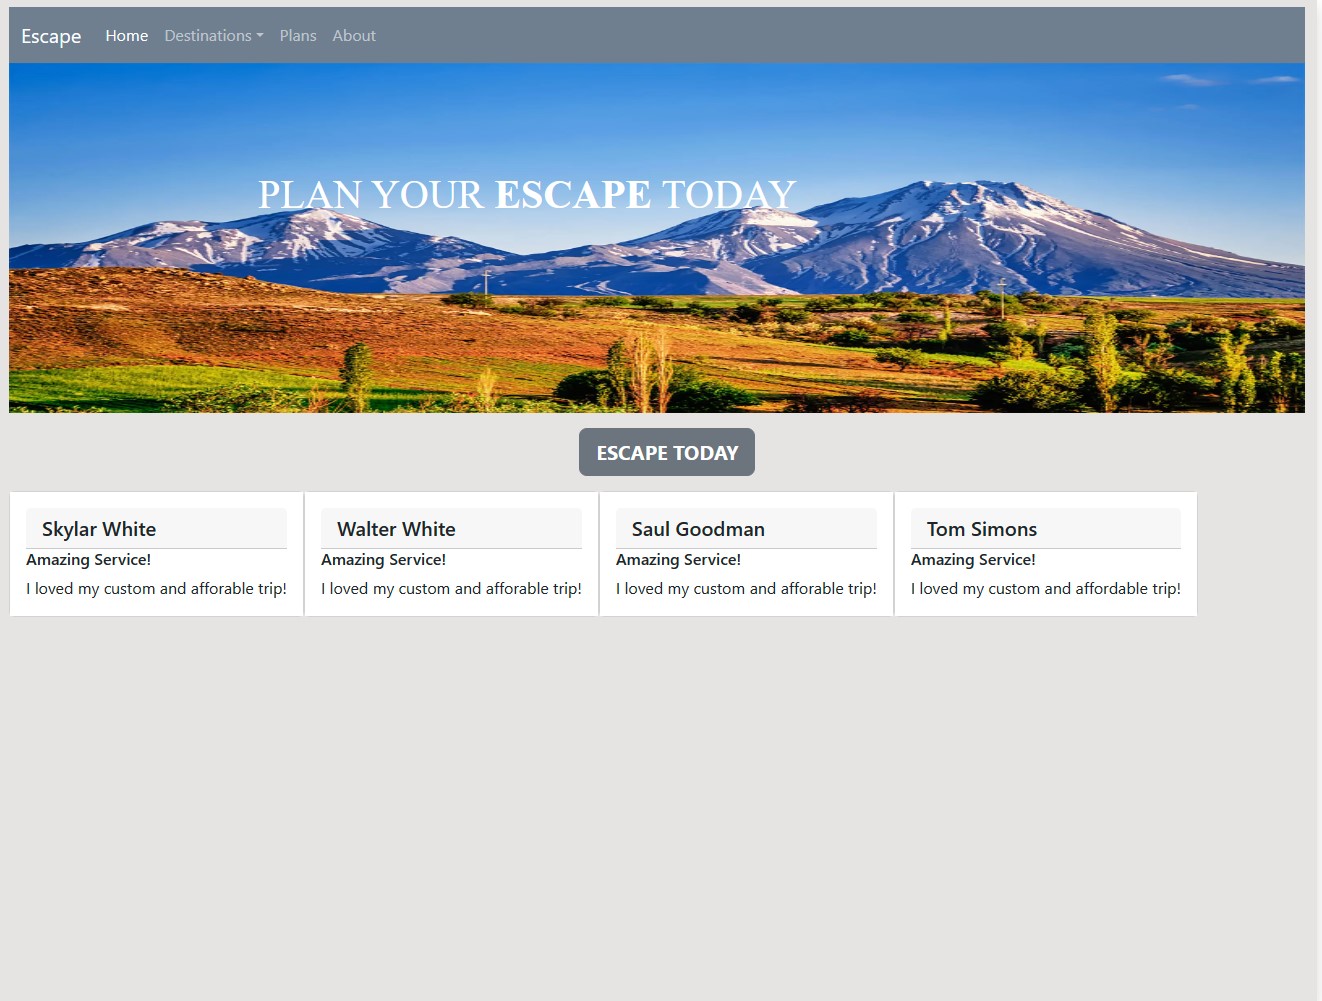 Escape Home Destinations Plans About
PLAN YOUR ESCAPE TODAY
ESCAPE TODAY
Skylar White
Amazing Service!
I loved my custom and afforable trip!
Walter White
Amazing Service!
I loved my custom and afforable trip!
Saul Goodman
Amazing Service!
I loved my custom and afforable trip!
Tom Simons
Amazing Service!
I loved my custom and affordable trip!